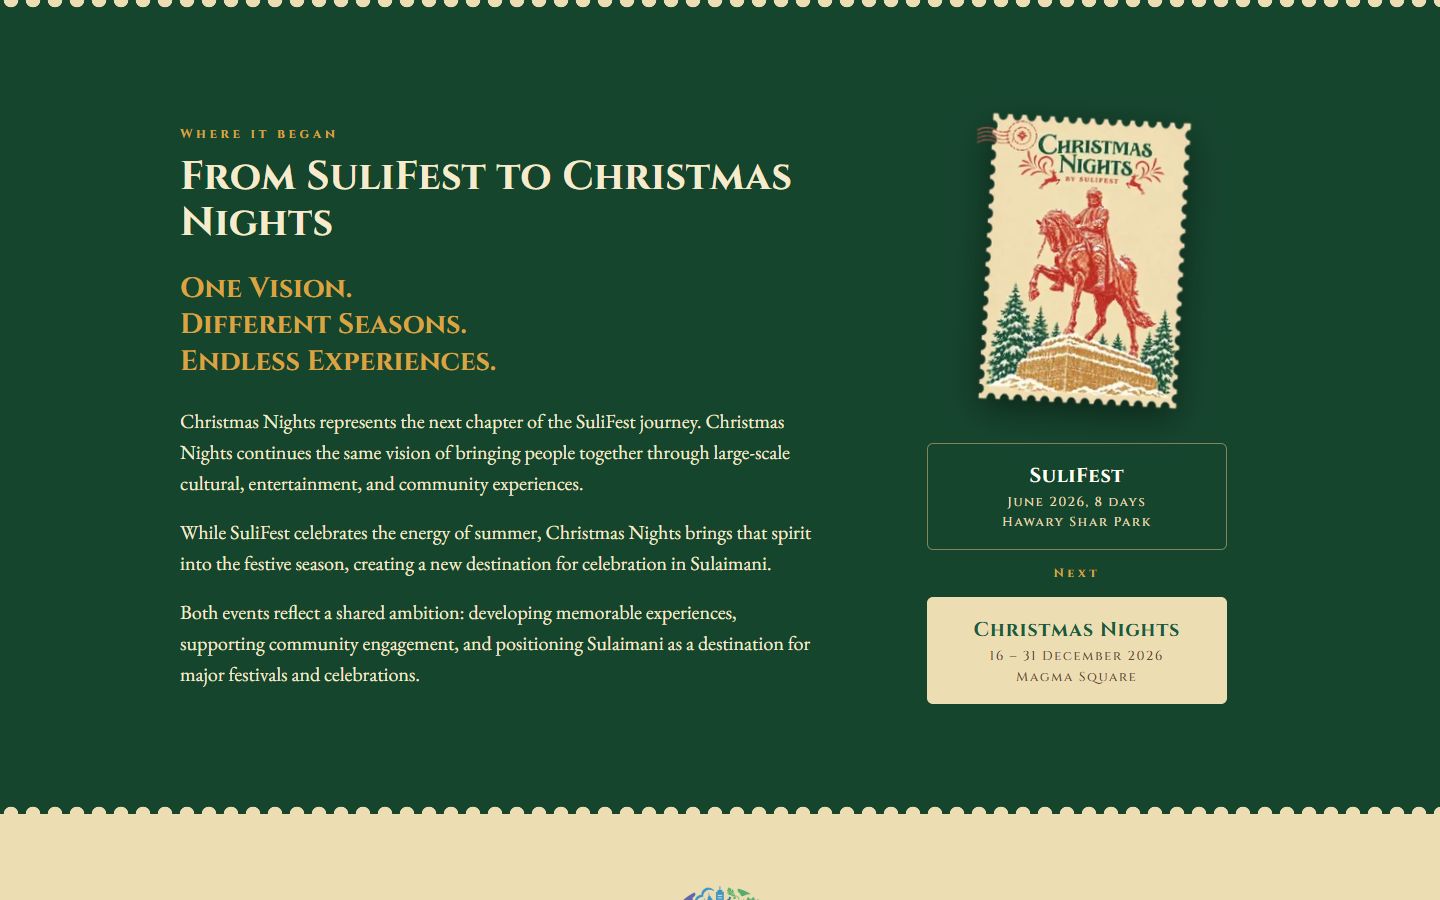 Where it began
From SuliFest to Christmas
Nights
One Vision.
Different Seasons.
Endless Experiences.
Christmas Nights represents the next chapter of the SuliFest journey. Christmas
Nights continues the same vision of bringing people together through large-scale
cultural, entertainment, and community experiences.
While SuliFest celebrates the energy of summer, Christmas Nights brings that spirit
into the festive season, creating a new destination for celebration in Sulaimani.
Both events reflect a shared ambition: developing memorable experiences,
supporting community engagement, and positioning Sulaimani as a destination for
major festivals and celebrations.
Christmas
Nights
BY SULIFEST
SuliFest
June 2026, 8 days
Hawary Shar Park
Next
Christmas Nights
16 – 31 December 2026
Magma Square